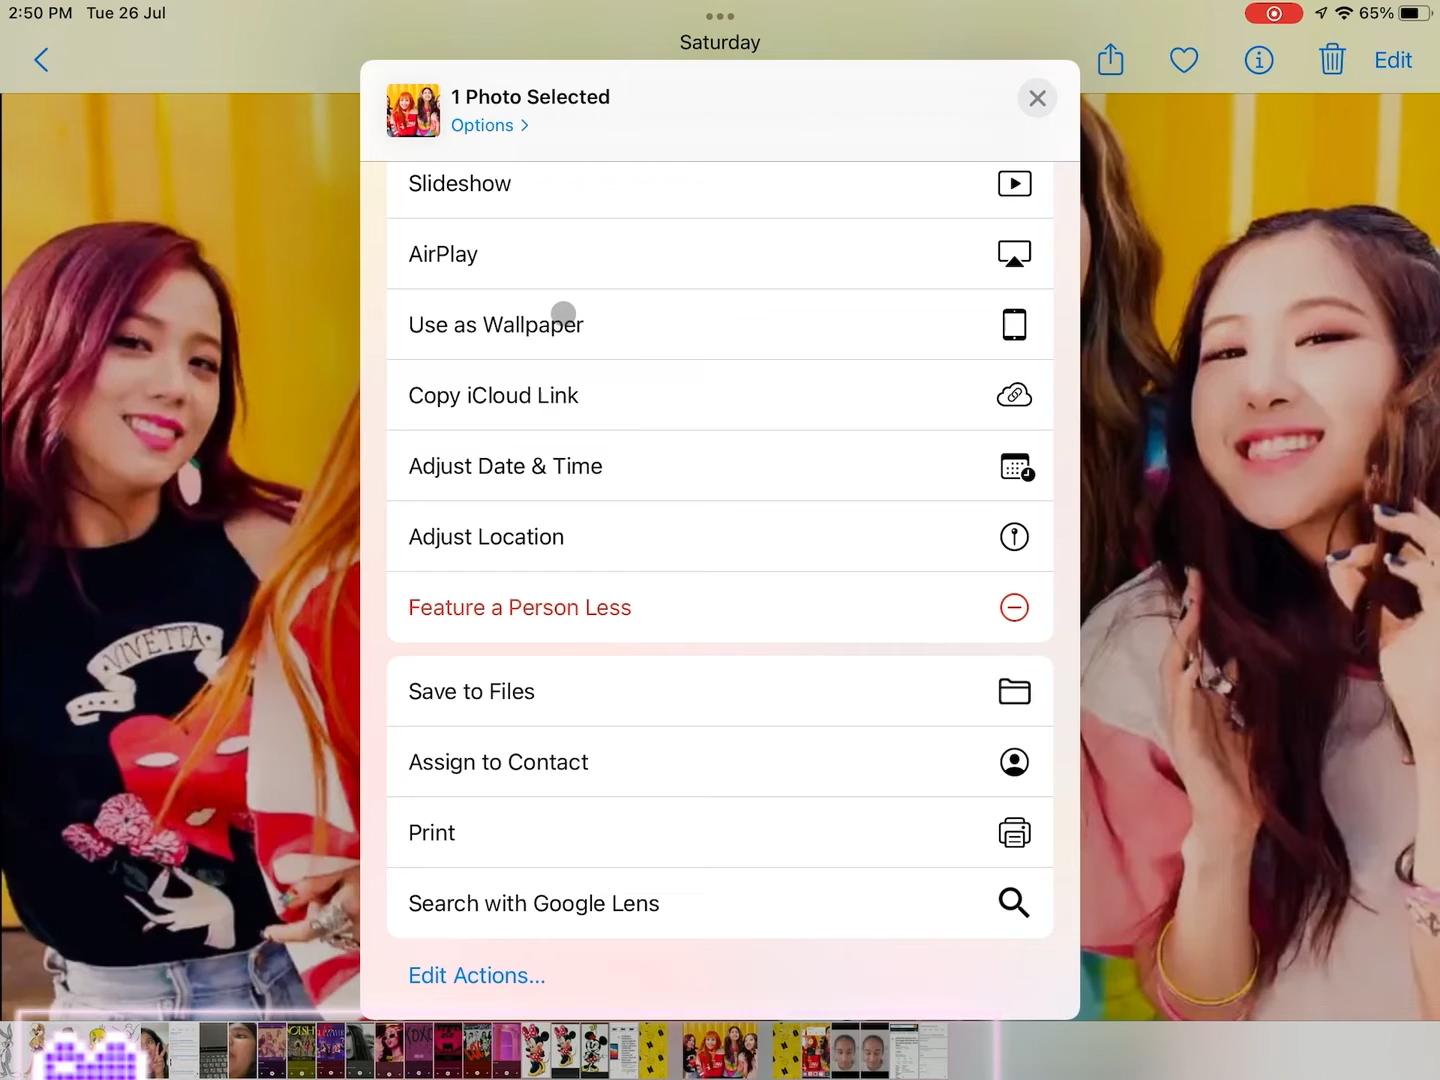 2:50 PM Tue 26 Jul
65%
Saturday
Edit
1 Photo Selected
Options >
Slideshow
AirPlay
Use as Wallpaper
Copy iCloud Link
Adjust Date & Time
Adjust Location
Feature a Person Less
Save to Files
Assign to Contact
Print
Search with Google Lens
Edit Actions...
VIVETTA